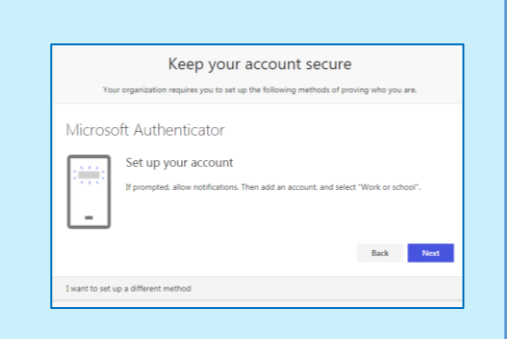 Keep your account secure
Your organization requires you to set up the following methods of proving who you are.
Microsoft Authenticator
Set up your account
If prompted, allow notifications. Then add an account, and select "Work or school".
Back
Next
I want to set up a different method